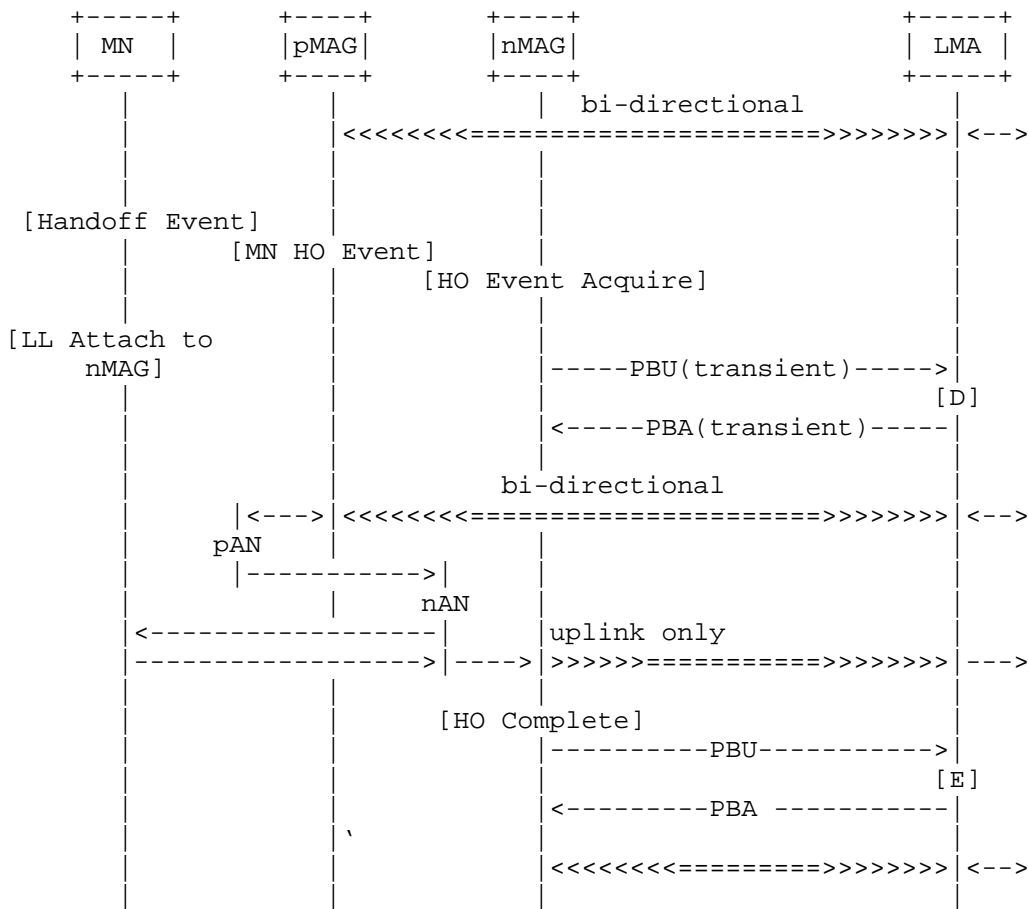 +-----+ +----+ +----+ +-----+
| MN | |pMAG| |nMAG| | LMA |
+-----+ +----+ +----+ +-----+
| | | bi-directional |
| |<<<<<<<<======================>>>>>>>>|<-->
| | | |
| | | |
| | | |
[Handoff Event] | | |
| [MN HO Event] | |
| | [HO Event Acquire] |
| | | |
[LL Attach to | | |
nMAG] | |-----PBU(transient)----->|
| | | [D]
| | |<-----PBA(transient)-----|
| | | |
| | bi-directional |
| |<--->|<<<<<<<<======================>>>>>>>>|<-->
| pAN | | |
| |----------->| | |
| | nAN | |
|<------------------| |uplink only |
|------------------>|---->|>>>>>>===========>>>>>>>>|--->
| | | |
| | [HO Complete] |
| | |----------PBU----------->|
| | | [E]
| | |<---------PBA -----------|
| |` | |
| | |<<<<<<<<=========>>>>>>>>|<-->
| | | |